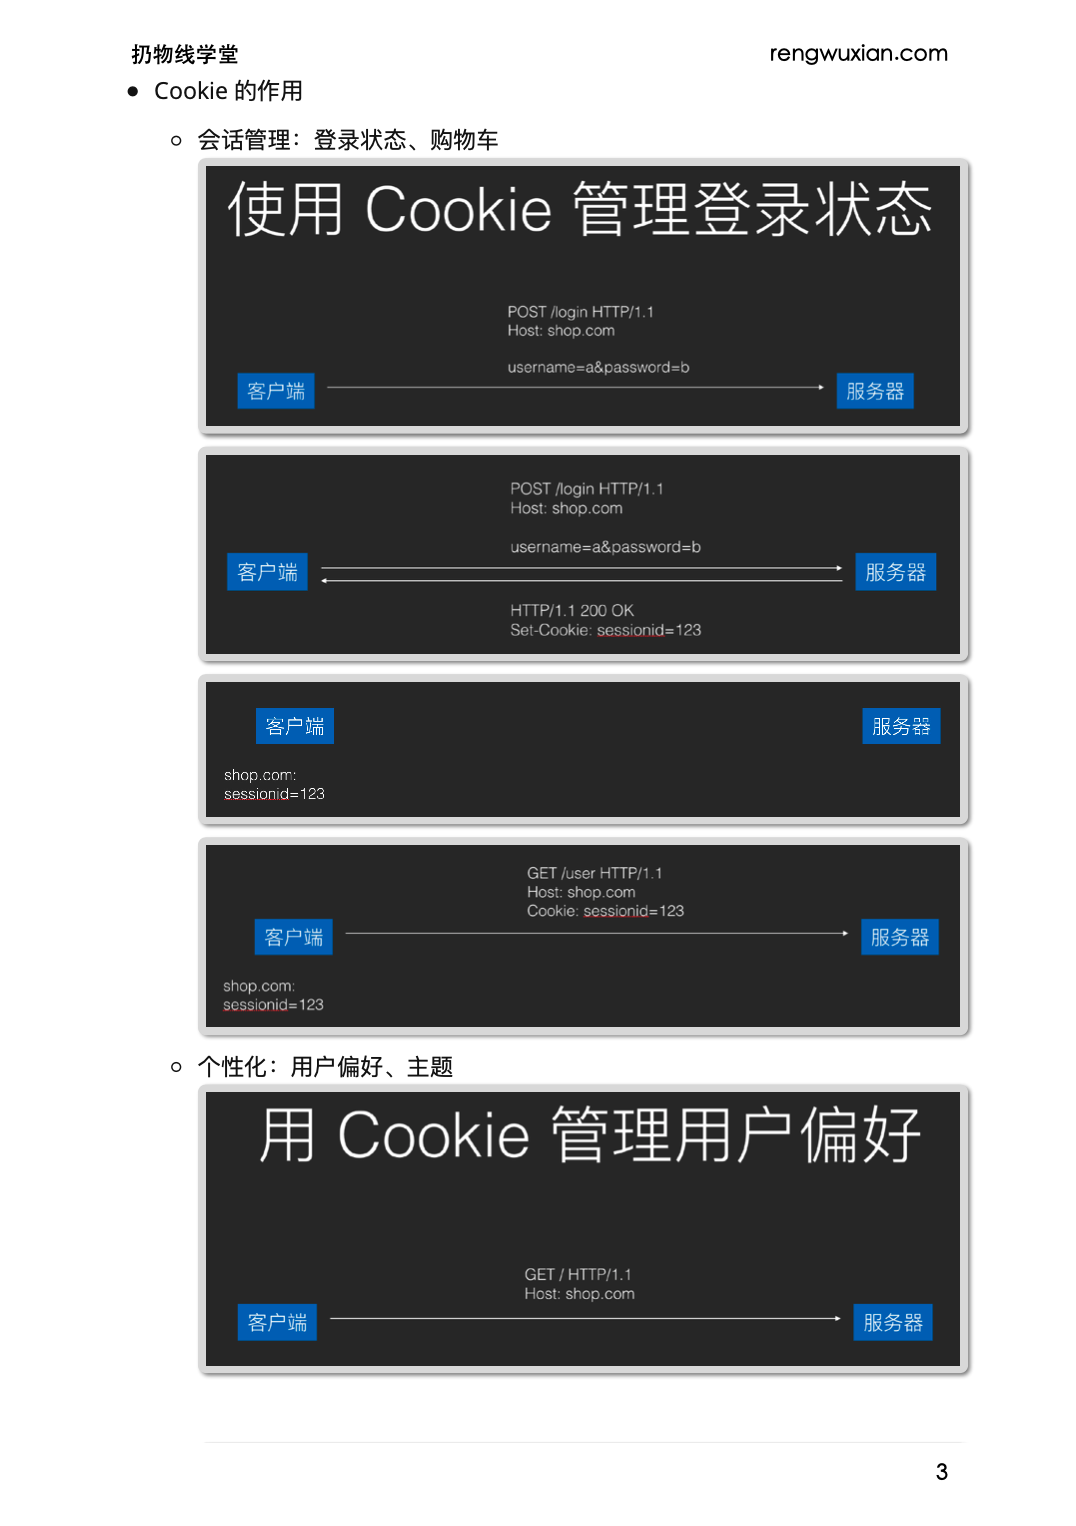 扔物线学堂
rengwuxian.com
Cookie 的作用
会话管理：登录状态、购物车
使用 Cookie 管理登录状态
POST /login HTTP/1.1
Host: shop.com
username=a&password=b
客户端
服务器
POST /login HTTP/1.1
Host: shop.com
username=a&password=b
客户端
服务器
HTTP/1.1 200 OK
Set-Cookie: sessionid=123
客户端
服务器
shop.com:
sessionid=123
GET /user HTTP/1.1
Host: shop.com
Cookie: sessionid=123
客户端
服务器
shop.com:
sessionid=123
个性化：用户偏好、主题
用 Cookie 管理用户偏好
GET / HTTP/1.1
Host: shop.com
客户端
服务器
3